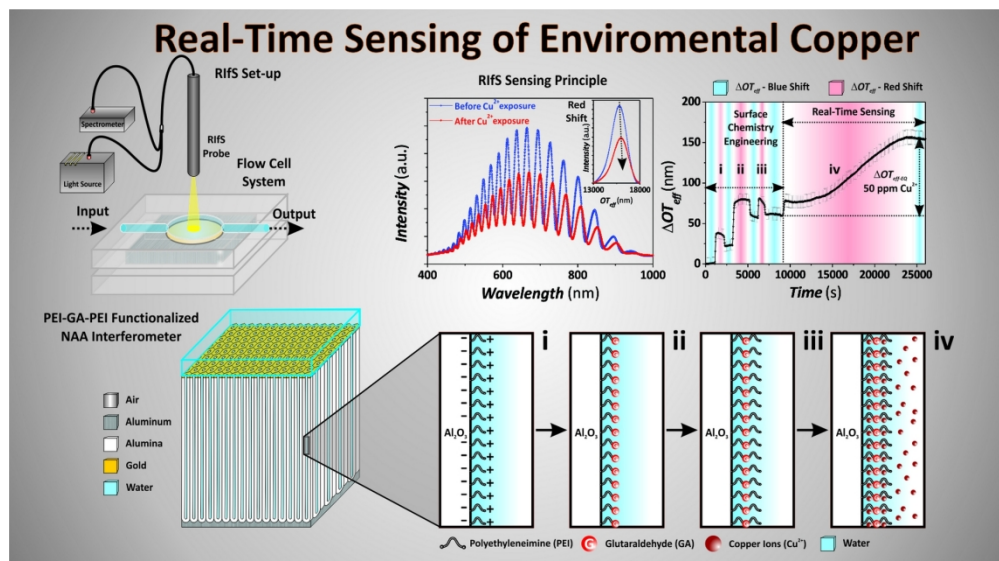 Real-Time Sensing of Enviromental Copper
RIfS Set-up
Spectrometer
Light Source
RIfS
Probe
Flow Cell
System
Input
Output
RIfS Sensing Principle
Before Cu²⁺exposure
After Cu²⁺exposure
Red
Shift
Intensity (a.u.)
13000
18000
OT_eff (nm)
Intensity (a.u.)
400
500
600
700
800
900
1000
Wavelength (nm)
ΔOT_eff - Blue Shift
ΔOT_eff - Red Shift
200
150
100
50
0
ΔOT_eff (nm)
Surface
Chemistry
Engineering
Real-Time Sensing
i
ii
iii
iv
ΔOT_eff-EQ
50 ppm Cu²⁺
0
5000
10000
15000
20000
25000
Time (s)
PEI-GA-PEI Functionalized
NAA Interferometer
Air
Aluminum
Alumina
Gold
Water
i
ii
iii
iv
Al₂O₃
Al₂O₃
Al₂O₃
Al₂O₃
Polyethyleneimine (PEI)
G
Glutaraldehyde (GA)
Copper Ions (Cu²⁺)
Water